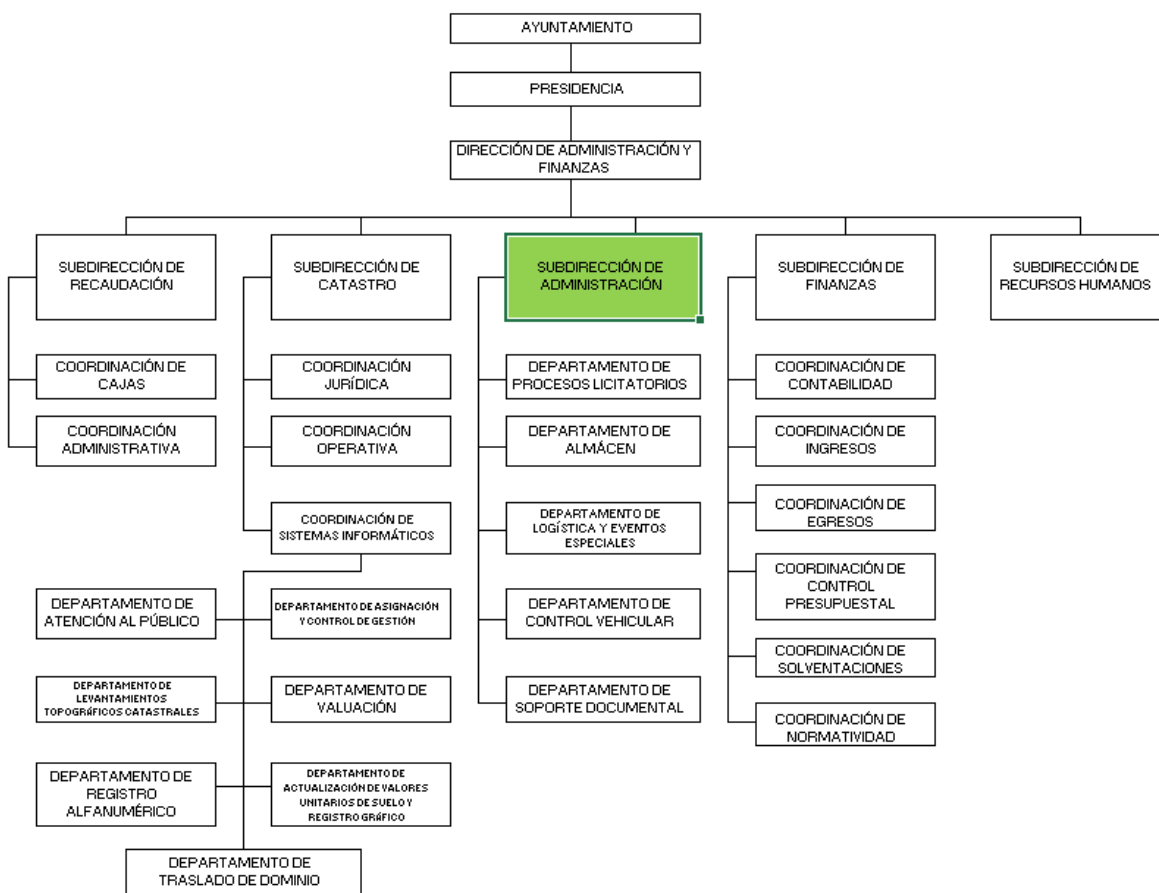 AYUNTAMIENTO
PRESIDENCIA
DIRECCIÓN DE ADMINISTRACIÓN Y
FINANZAS
SUBDIRECCIÓN DE
RECAUDACIÓN
SUBDIRECCIÓN DE
CATASTRO
SUBDIRECCIÓN DE
ADMINISTRACIÓN
SUBDIRECCIÓN DE
FINANZAS
SUBDIRECCIÓN DE
RECURSOS HUMANOS
COORDINACIÓN DE
CAJAS
COORDINACIÓN
JURÍDICA
DEPARTAMENTO DE
PROCESOS LICITATORIOS
COORDINACIÓN DE
CONTABILIDAD
COORDINACIÓN
ADMINISTRATIVA
COORDINACIÓN
OPERATIVA
DEPARTAMENTO DE
ALMÁCEN
COORDINACIÓN DE
INGRESOS
COORDINACIÓN DE
SISTEMAS INFORMÁTICOS
DEPARTAMENTO DE
LOGÍSTICA Y EVENTOS
ESPECIALES
COORDINACIÓN DE
EGRESOS
DEPARTAMENTO DE
ATENCIÓN AL PÚBLICO
DEPARTAMENTO DE ASIGNACIÓN
Y CONTROL DE GESTIÓN
DEPARTAMENTO DE
CONTROL VEHICULAR
COORDINACIÓN DE
CONTROL
PRESUPUESTAL
COORDINACIÓN DE
SOLVENTACIONES
DEPARTAMENTO DE
LEVANTAMIENTOS
TOPOGRÁFICOS CATASTRALES
DEPARTAMENTO DE
VALUACIÓN
DEPARTAMENTO DE
SOPORTE DOCUMENTAL
COORDINACIÓN DE
NORMATIVIDAD
DEPARTAMENTO DE
REGISTRO
ALFANUMÉRICO
DEPARTAMENTO DE
ACTUALIZACIÓN DE VALORES
UNITARIOS DE SUELO Y
REGISTRO GRÁFICO
DEPARTAMENTO DE
TRASLADO DE DOMINIO